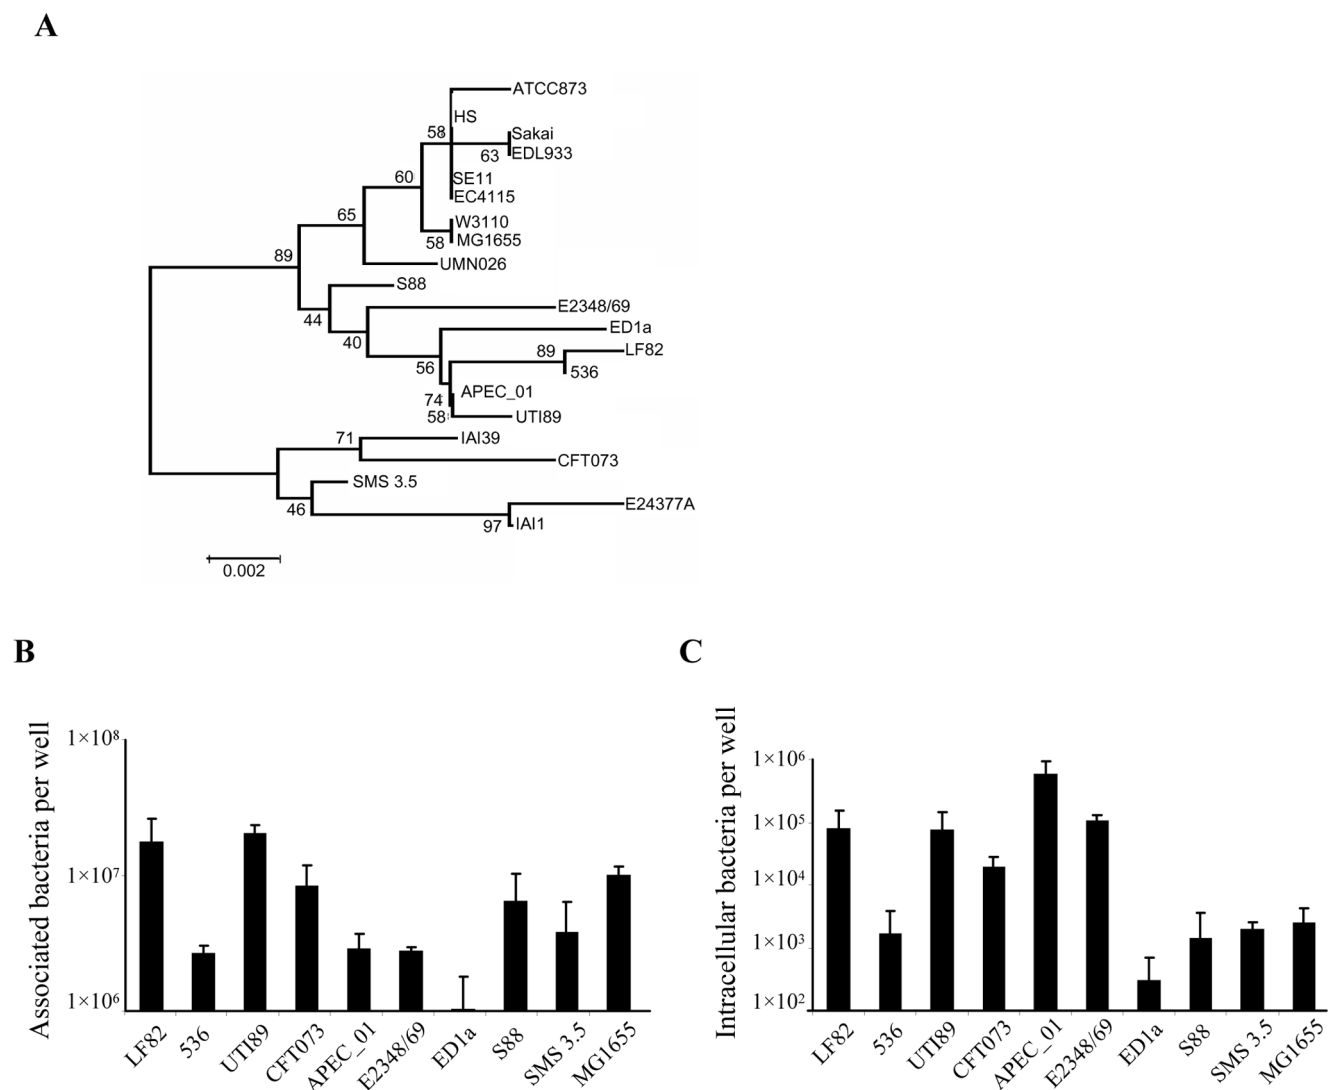 A
ATCC873
HS
58
Sakai
63
EDL933
SE11
60
EC4115
W3110
65
58
MG1655
89
UMN026
S88
44
E2348/69
40
ED1a
89
LF82
56
536
APEC_01
74
58
UTI89
71
IAI39
CFT073
SMS 3.5
46
E24377A
97
IAI1
0.002
B
Associated bacteria per well
1×10⁸
1×10⁷
1×10⁶
LF82
536
UTI89
CFT073
APEC_01
E2348/69
ED1a
S88
SMS 3.5
MG1655
C
Intracellular bacteria per well
1×10⁶
1×10⁵
1×10⁴
1×10³
1×10²
LF82
536
UTI89
CFT073
APEC_01
E2348/69
ED1a
S88
SMS 3.5
MG1655